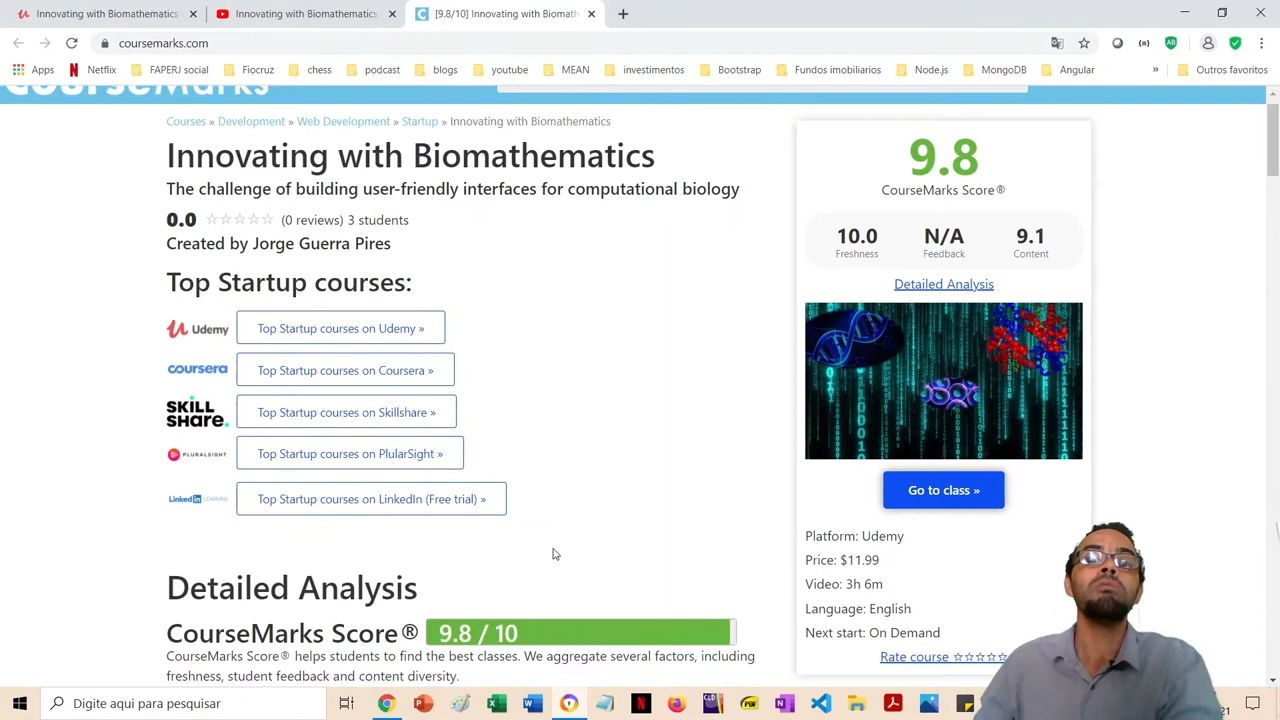 Innovating with Biomathematics
Innovating with Biomathematics
[9.8/10] Innovating with Biomath
coursemarks.com
Apps
Netflix
FAPERJ social
Fiocruz
chess
podcast
blogs
youtube
MEAN
investimentos
Bootstrap
Fundos imobiliarios
Node.js
MongoDB
Angular
»
Outros favoritos
CourseMarks
Courses » Development » Web Development » Startup » Innovating with Biomathematics
Innovating with Biomathematics
The challenge of building user-friendly interfaces for computational biology
0.0 ☆☆☆☆☆ (0 reviews) 3 students
Created by Jorge Guerra Pires
Top Startup courses:
Udemy Top Startup courses on Udemy »
coursera Top Startup courses on Coursera »
SKILL
SHARE. Top Startup courses on Skillshare »
PLURALSIGHT Top Startup courses on PlularSight »
Linkedin LEARNING Top Startup courses on LinkedIn (Free trial) »
Detailed Analysis
CourseMarks Score® 9.8 / 10
CourseMarks Score® helps students to find the best classes. We aggregate several factors, including
freshness, student feedback and content diversity.
9.8
CourseMarks Score®
10.0 N/A 9.1
Freshness Feedback Content
Detailed Analysis
Go to class »
Platform: Udemy
Price: $11.99
Video: 3h 6m
Language: English
Next start: On Demand
Rate course ☆☆☆☆☆
Digite aqui para pesquisar
21